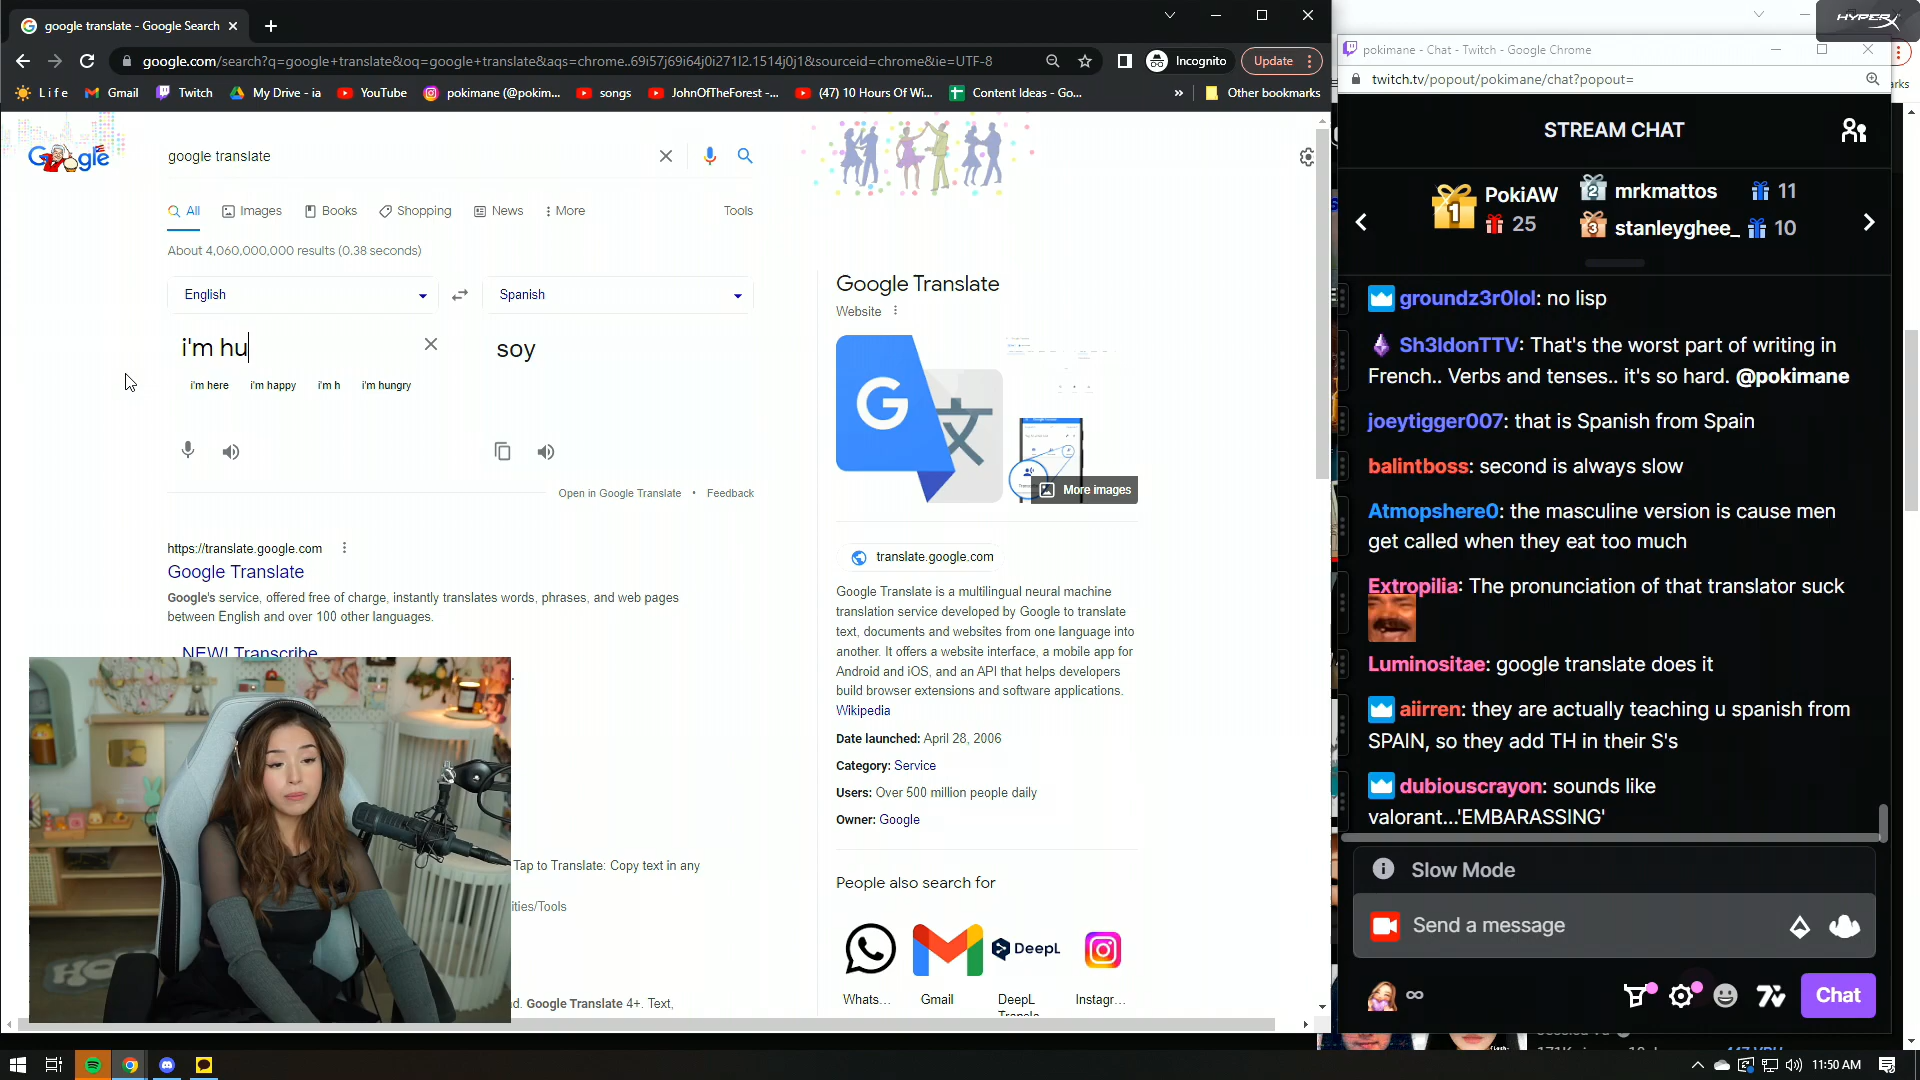 google translate - Google Search
HYPERX
pokimane - Chat - Twitch - Google Chrome
google.com/search?q=google+translate&oq=google+translate&aqs=chrome..69i57j69i64j0i271l2.1514j0j1&sourceid=chrome&ie=UTF-8
Incognito
Update
twitch.tv/popout/pokimane/chat?popout=
Life
Gmail
Twitch
My Drive - ia
YouTube
pokimane (@pokim...
songs
JohnOfTheForest -...
(47) 10 Hours Of Wi...
Content Ideas - Go...
»
Other bookmarks
Google
google translate
All
Images
Books
Shopping
News
More
Tools
About 4,060,000,000 results (0.38 seconds)
English
Spanish
i'm hu
soy
i'm here
i'm happy
i'm h
i'm hungry
Open in Google Translate • Feedback
https://translate.google.com
Google Translate
Google's service, offered free of charge, instantly translates words, phrases, and web pages
between English and over 100 other languages.
NEW! Transcribe
Tap to Translate: Copy text in any
ities/Tools
d. Google Translate 4+. Text,
Google Translate
Website
G
文
More images
translate.google.com
Google Translate is a multilingual neural machine
translation service developed by Google to translate
text, documents and websites from one language into
another. It offers a website interface, a mobile app for
Android and iOS, and an API that helps developers
build browser extensions and software applications.
Wikipedia
Date launched: April 28, 2006
Category: Service
Users: Over 500 million people daily
Owner: Google
People also search for
DeepL
Whats...
Gmail
DeepL
Instagr...
STREAM CHAT
1
PokiAW
25
2
mrkmattos
11
3
stanleyghee_
10
groundz3r0lol: no lisp
Sh3ldonTTV: That's the worst part of writing in
French.. Verbs and tenses.. it's so hard. @pokimane
joeytigger007: that is Spanish from Spain
balintboss: second is always slow
Atmopshere0: the masculine version is cause men
get called when they eat too much
Extropilia: The pronunciation of that translator suck
Luminositae: google translate does it
aiirren: they are actually teaching u spanish from
SPAIN, so they add TH in their S's
dubiouscrayon: sounds like
valorant...'EMBARASSING'
Slow Mode
Send a message
∞
Chat
11:50 AM